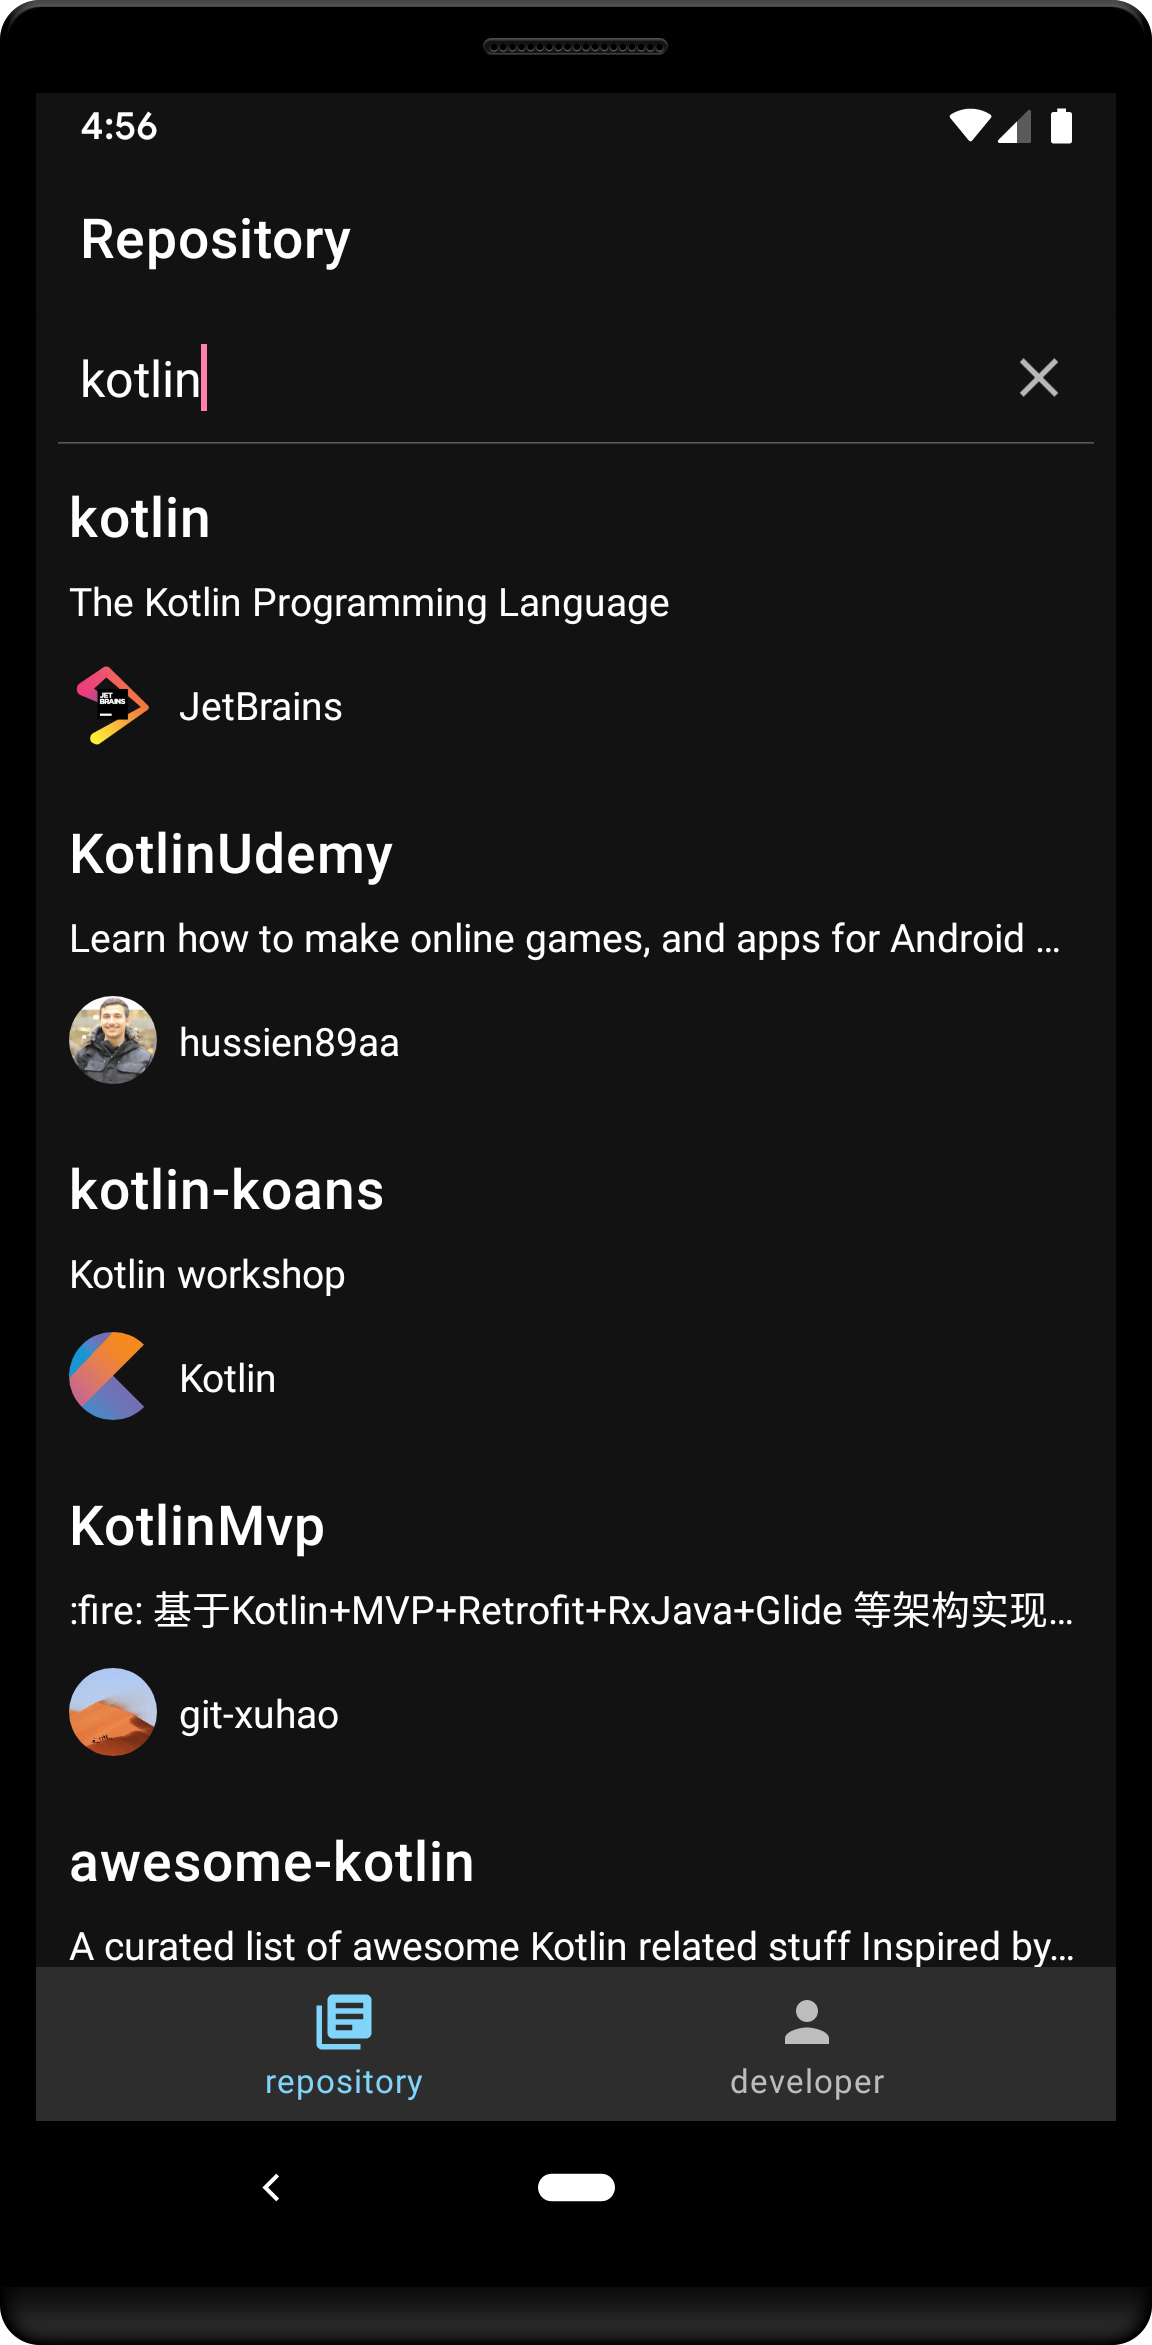 4:56
Repository
kotlin
kotlin
The Kotlin Programming Language
JET
BRAINS
JetBrains
KotlinUdemy
Learn how to make online games, and apps for Android …
hussien89aa
kotlin-koans
Kotlin workshop
Kotlin
KotlinMvp
:fire: 基于Kotlin+MVP+Retrofit+RxJava+Glide 等架构实现…
git-xuhao
awesome-kotlin
A curated list of awesome Kotlin related stuff Inspired by…
repository
developer